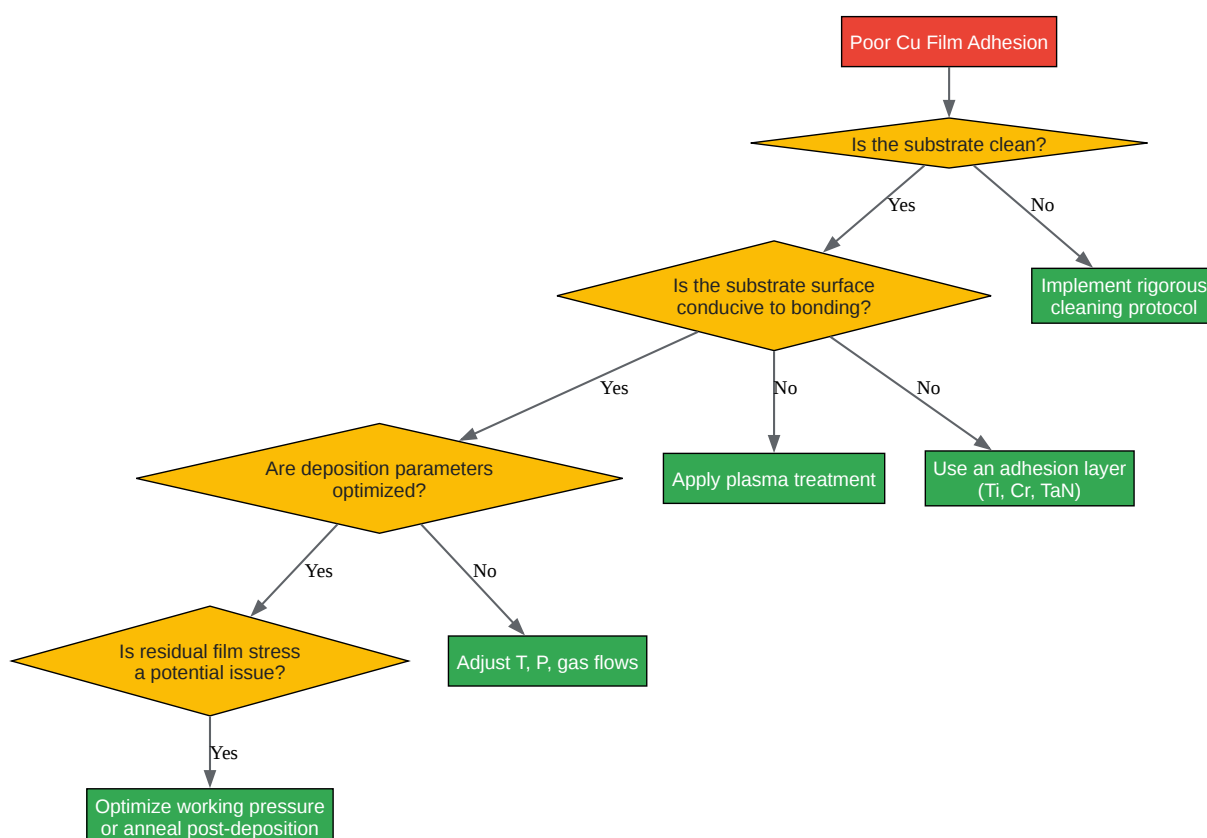 Poor Cu Film Adhesion
Is the substrate clean?
Yes
No
Is the substrate surface
conducive to bonding?
Implement rigorous
cleaning protocol
Yes
No
No
Are deposition parameters
optimized?
Apply plasma treatment
Use an adhesion layer
(Ti, Cr, TaN)
Yes
No
Is residual film stress
a potential issue?
Adjust T, P, gas flows
Yes
Optimize working pressure
or anneal post-deposition